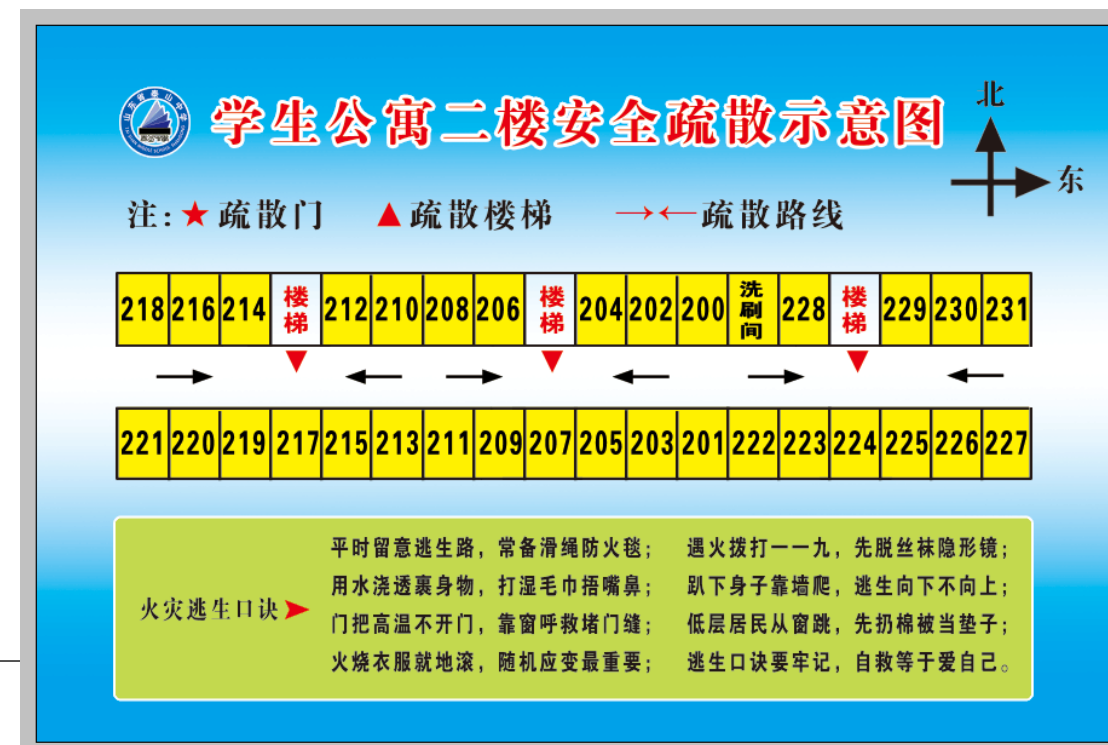 山东省泰山中学
学生公寓二楼安全疏散示意图
北
东
注:★疏散门 ▲疏散楼梯 →←疏散路线
218 216 214 楼梯 212 210 208 206 楼梯 204 202 200 洗刷间 228 楼梯 229 230 231
221 220 219 217 215 213 211 209 207 205 203 201 222 223 224 225 226 227
火灾逃生口诀
平时留意逃生路，常备滑绳防火毯； 遇火拨打一一九，先脱丝袜隐形镜；
用水浇透裹身物，打湿毛巾捂嘴鼻； 趴下身子靠墙爬，逃生向下不向上；
门把高温不开门，靠窗呼救堵门缝； 低层居民从窗跳，先扔棉被当垫子；
火烧衣服就地滚，随机应变最重要； 逃生口诀要牢记，自救等于爱自己。